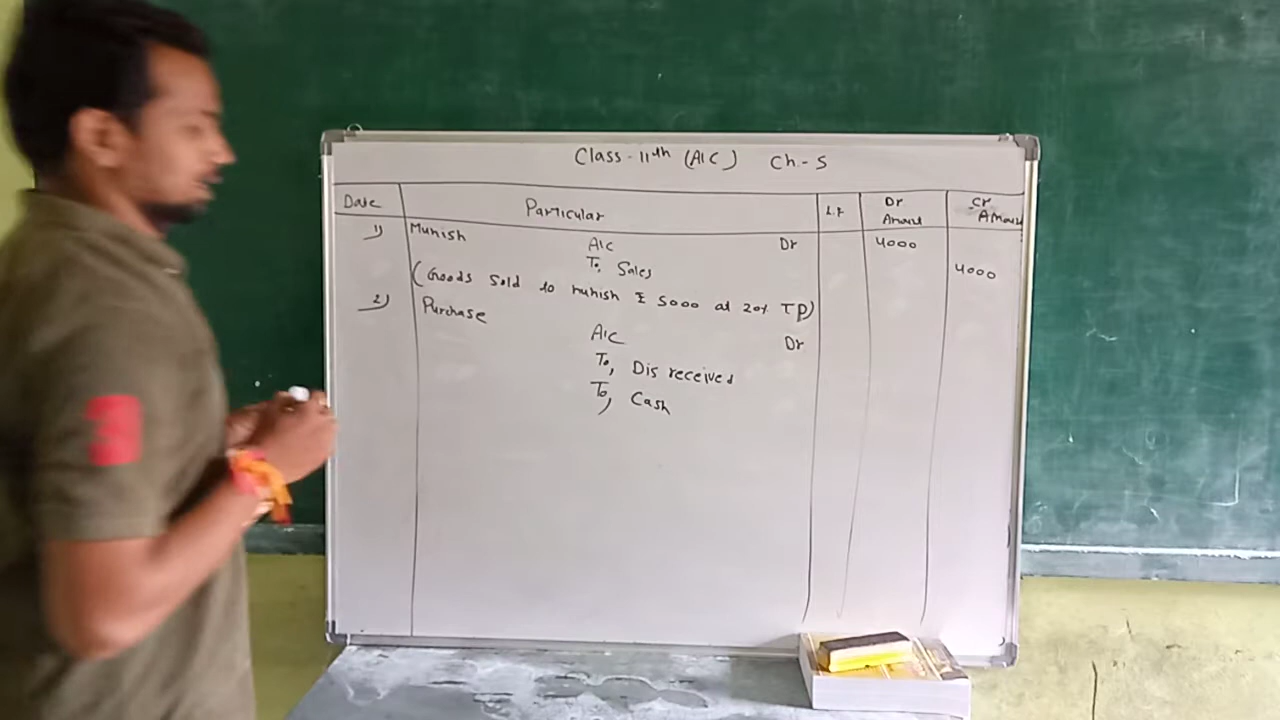 Class - 11th (A/C) Ch.- 5
Date Particular L.F Dr Amount Cr Amount
1) Munish A/C Dr 4000
To, Sales 4000
(Goods Sold to munish ₹ 5000 at 20% TP)
2) Purchase A/C Dr
To, Dis received
To, Cash